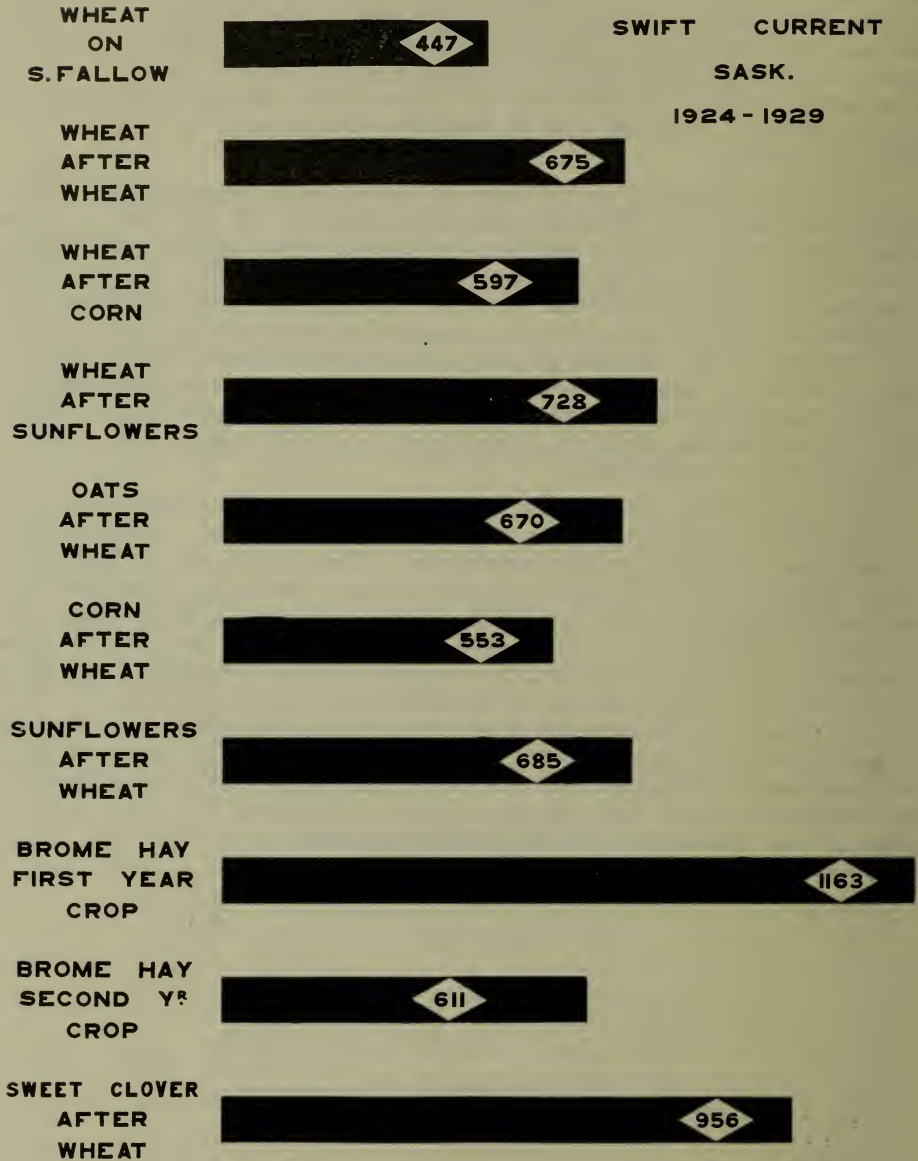 WHEAT
ON
S. FALLOW
447
SWIFT CURRENT
SASK.
1924-1929
WHEAT
AFTER
WHEAT
675
WHEAT
AFTER
CORN
597
WHEAT
AFTER
SUNFLOWERS
728
OATS
AFTER
WHEAT
670
CORN
AFTER
WHEAT
553
SUNFLOWERS
AFTER
WHEAT
685
BROME HAY
FIRST YEAR
CROP
1163
BROME HAY
SECOND YR
CROP
611
SWEET CLOVER
AFTER
WHEAT
956